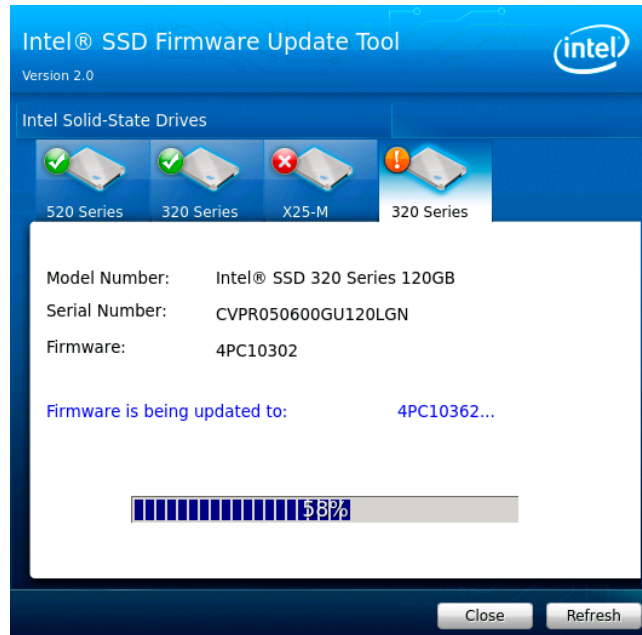 Intel® SSD Firmware Update Tool
intel
Version 2.0
Intel Solid-State Drives
520 Series 320 Series X25-M 320 Series
Model Number: Intel® SSD 320 Series 120GB
Serial Number: CVPR050600GU120LGN
Firmware: 4PC10302
Firmware is being updated to: 4PC10362...
58%
Close Refresh